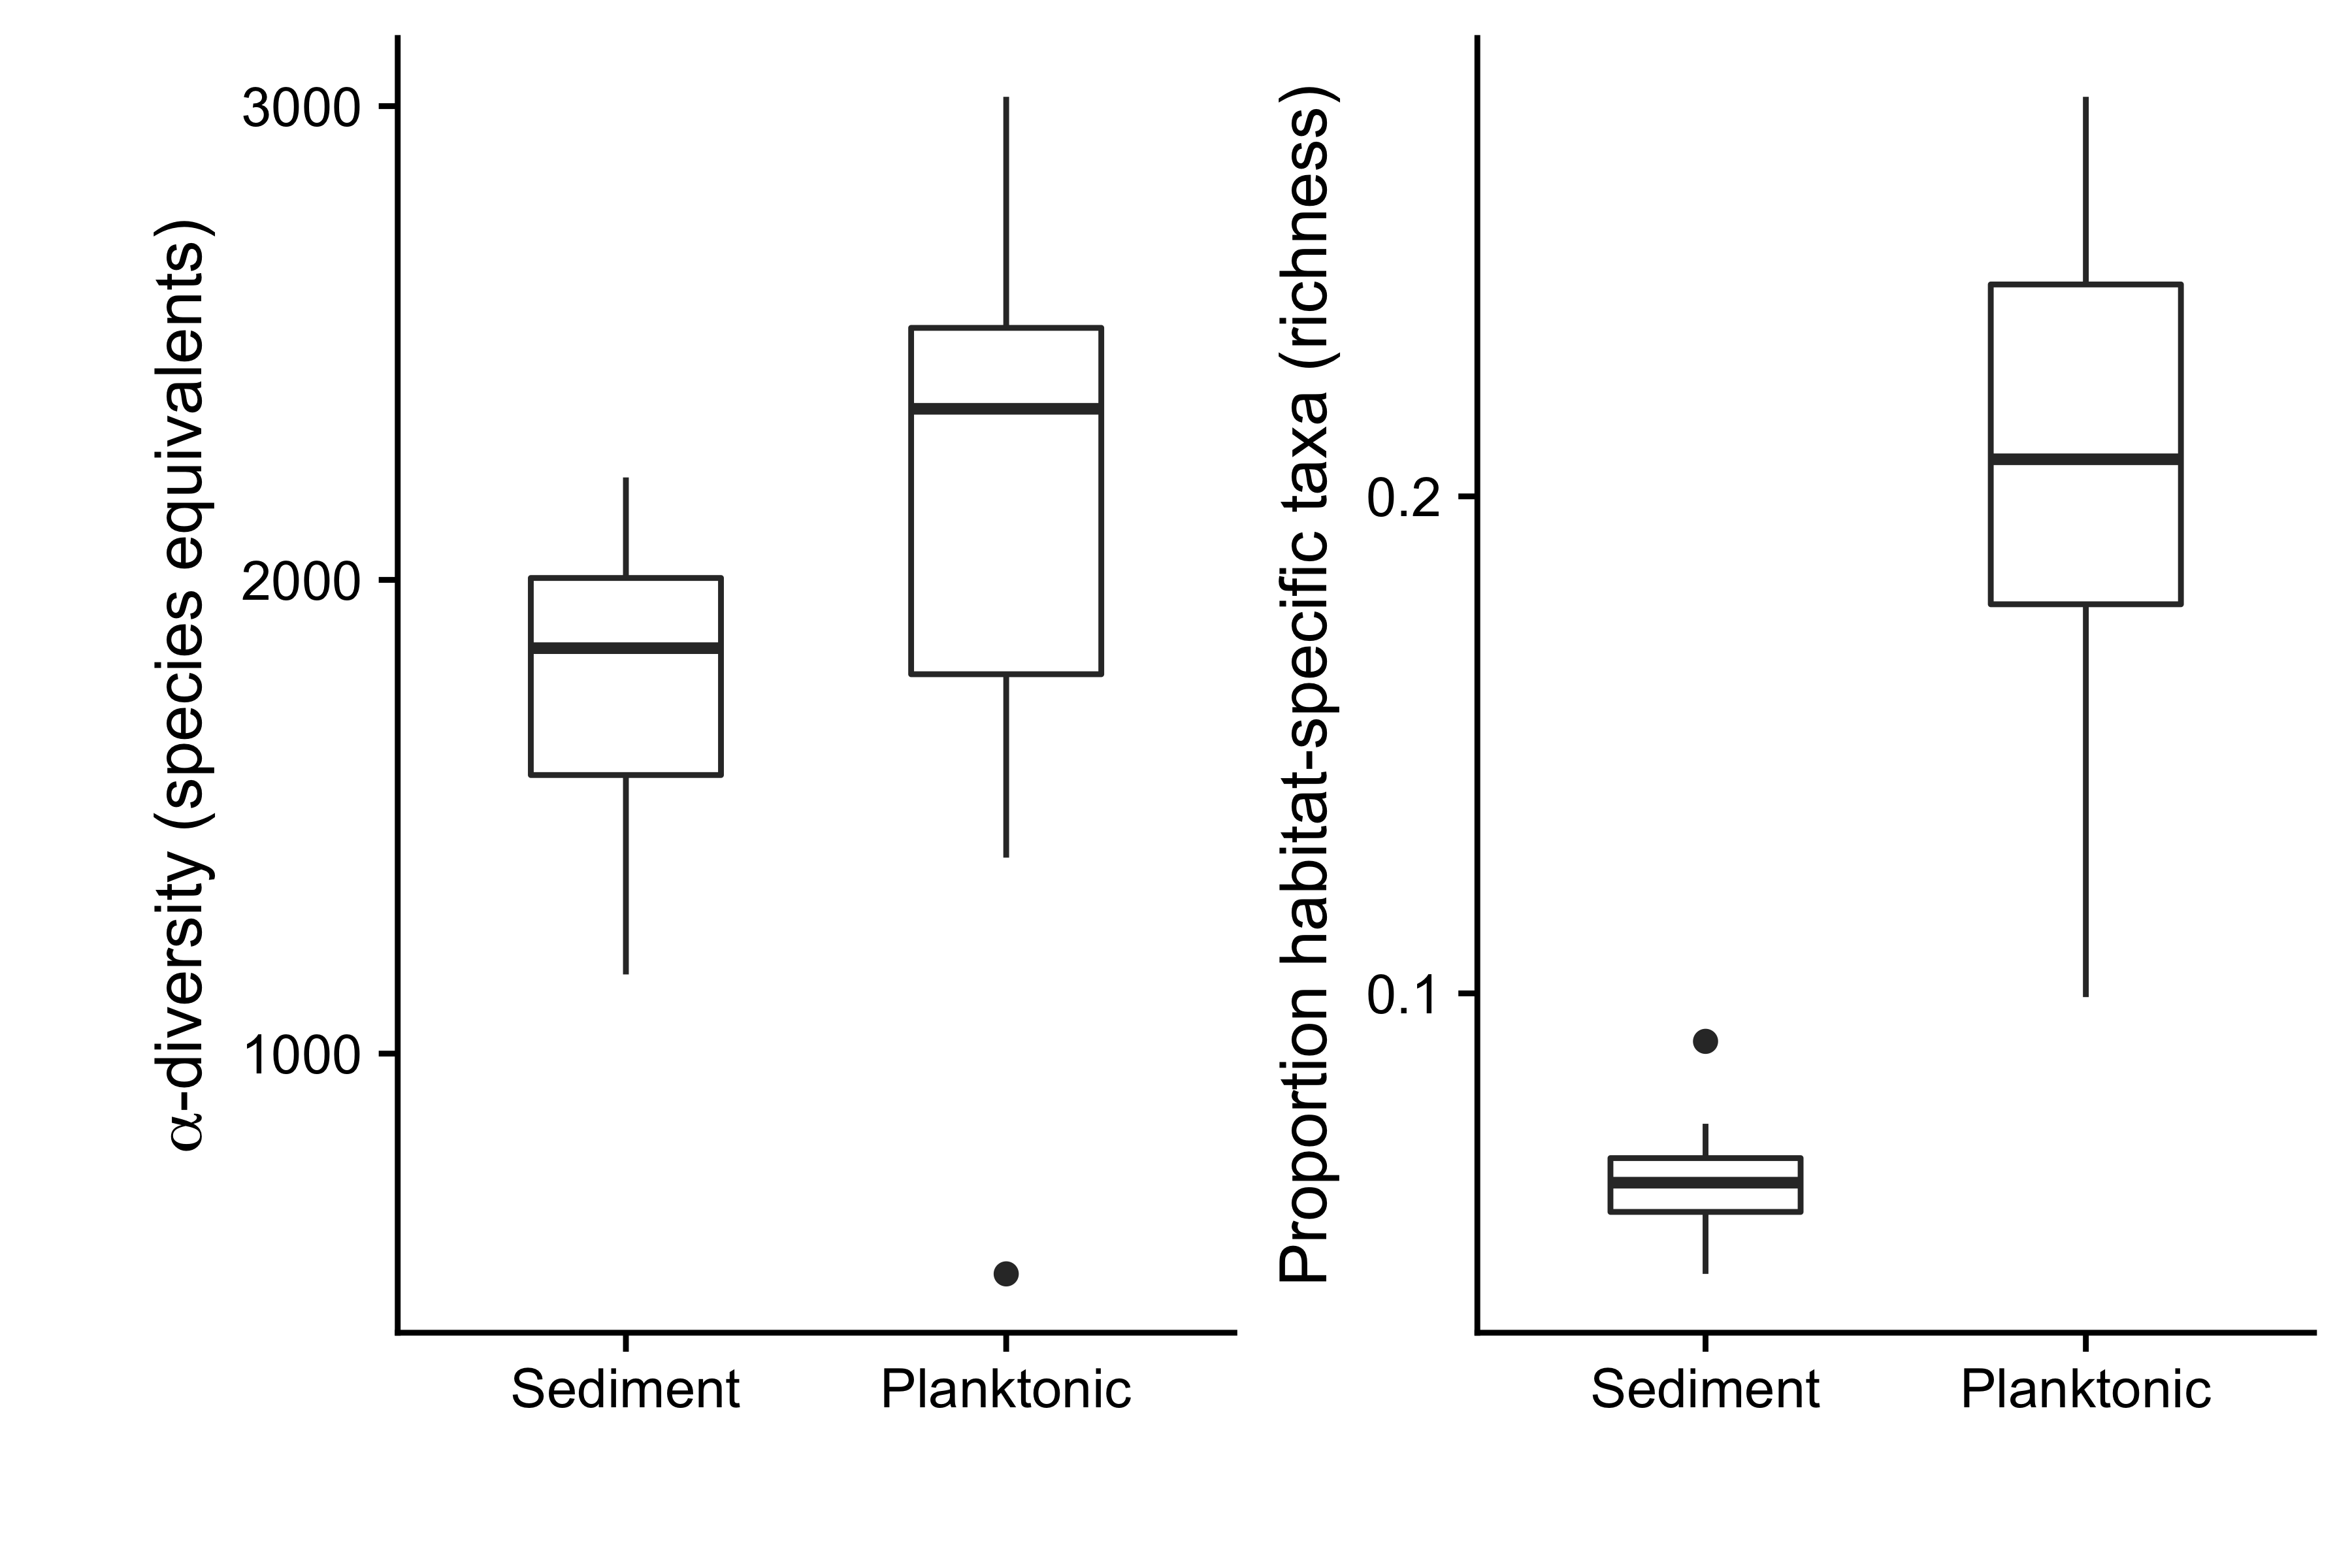 α-diversity (species equivalents)
3000
2000
1000
Sediment Planktonic
Proportion habitat-specific taxa (richness)
0.2
0.1
Sediment Planktonic